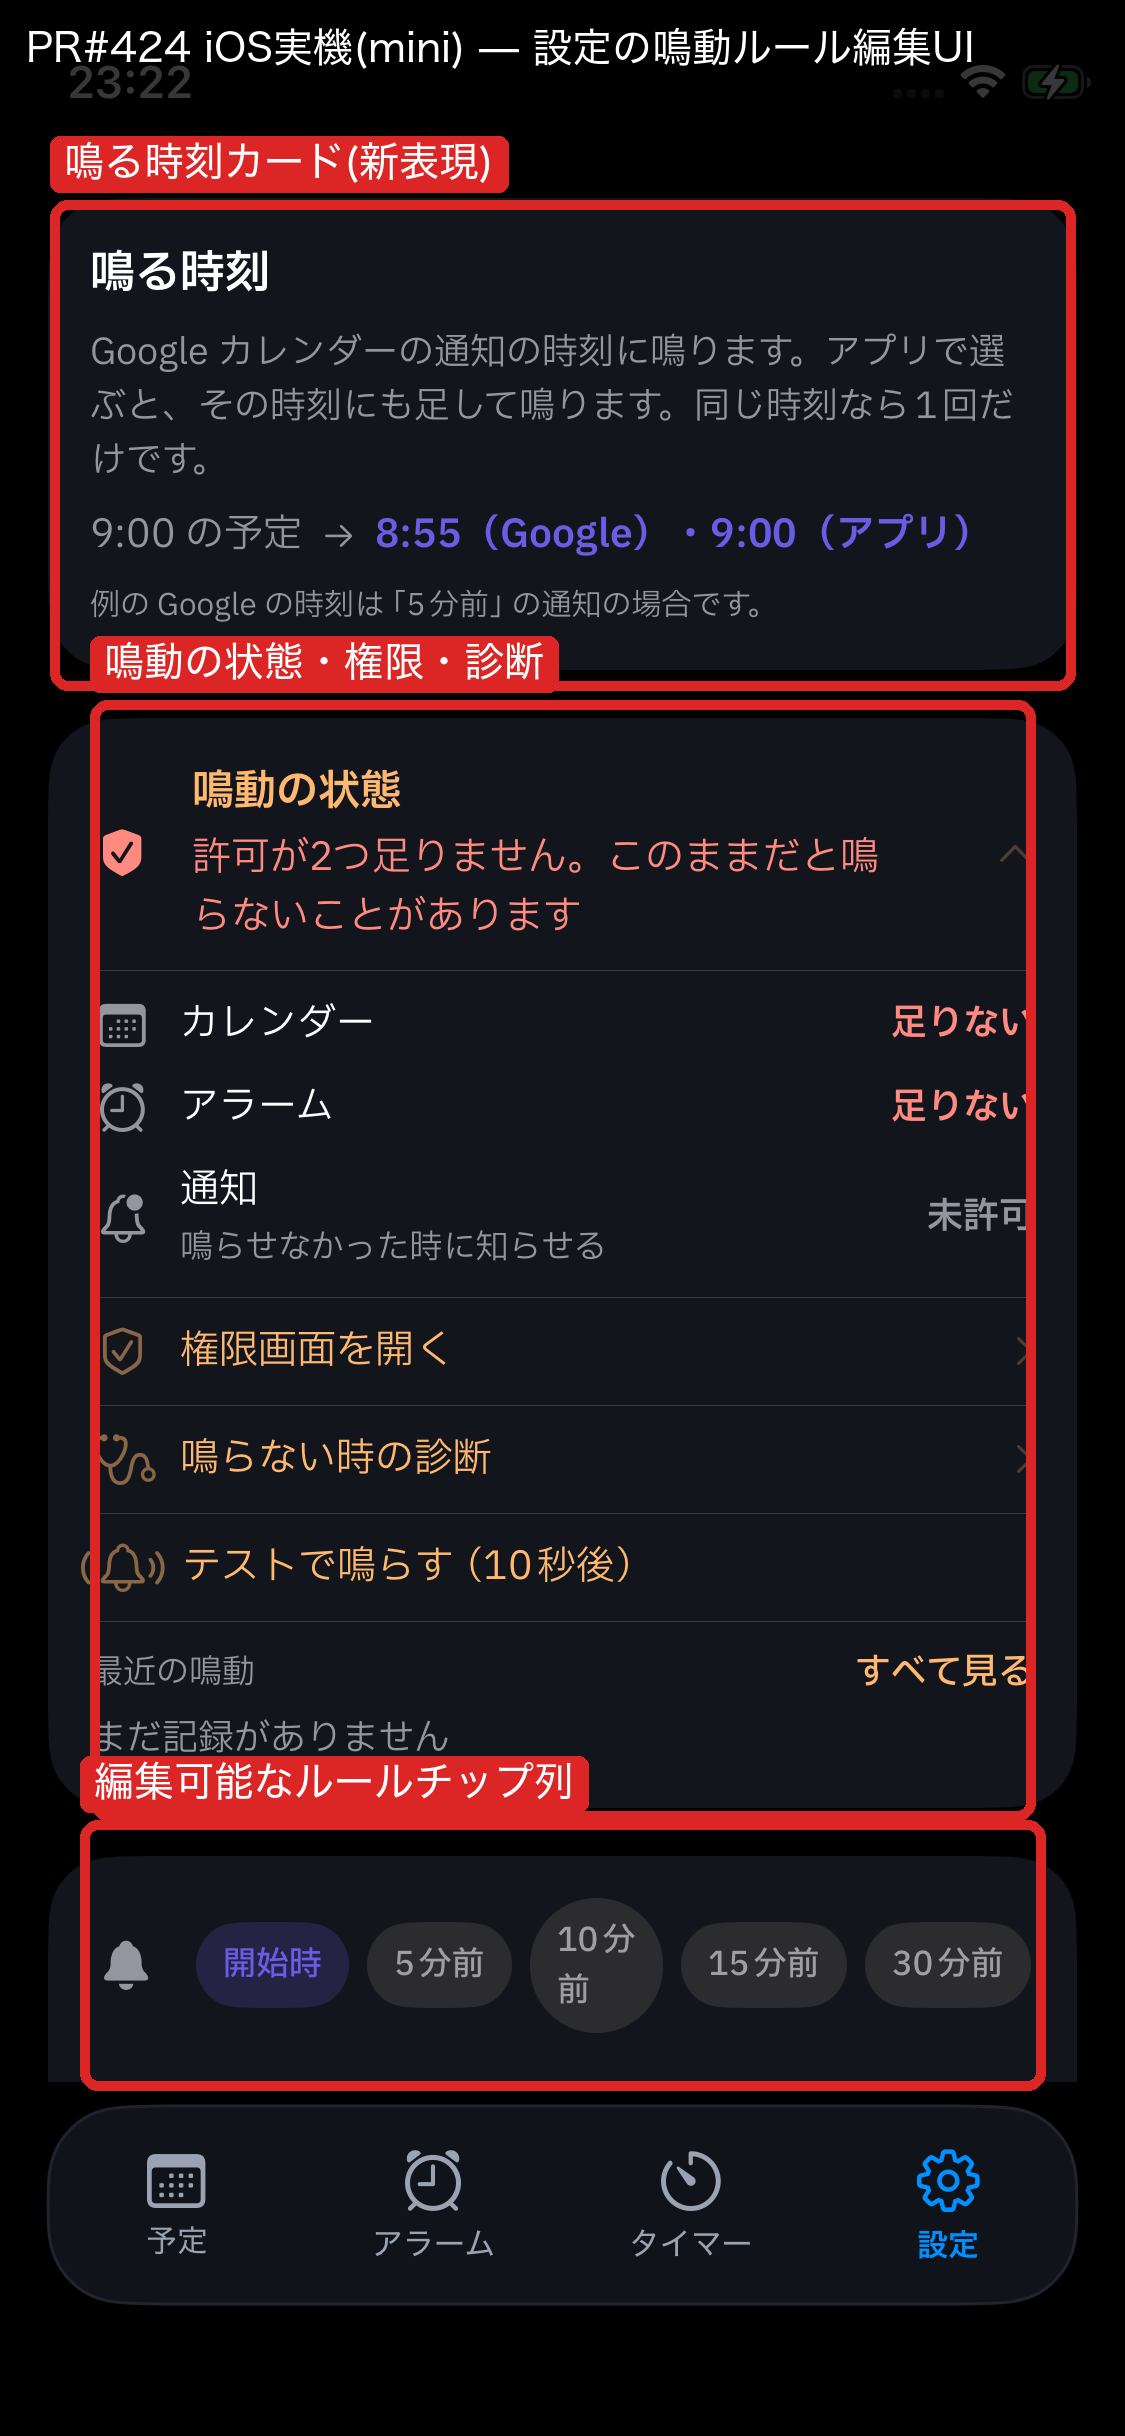 PR#424 iOS実機(mini) — 設定の鳴動ルール編集UI
23:22
鳴る時刻カード(新表現)
鳴る時刻
Google カレンダーの通知の時刻に鳴ります。アプリで選
ぶと、その時刻にも足して鳴ります。同じ時刻なら1回だ
けです。
9:00 の予定 → 8:55（Google）・9:00（アプリ）
例の Google の時刻は「5分前」の通知の場合です。
鳴動の状態・権限・診断
鳴動の状態
許可が2つ足りません。このままだと鳴
らないことがあります
カレンダー 足りない
アラーム 足りない
通知
鳴らせなかった時に知らせる 未許可
権限画面を開く
鳴らない時の診断
テストで鳴らす（10秒後）
最近の鳴動 すべて見る
まだ記録がありません
編集可能なルールチップ列
開始時 5分前 10分
前 15分前 30分前
予定 アラーム タイマー 設定